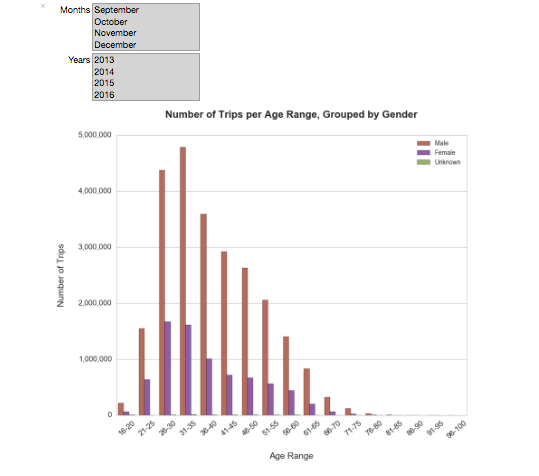 ×
Months
September
October
November
December
Years
2013
2014
2015
2016
Number of Trips per Age Range, Grouped by Gender
Male
Female
Unknown
5,000,000
4,000,000
3,000,000
2,000,000
1,000,000
0
Number of Trips
16-20
21-25
26-30
31-35
36-40
41-45
46-50
51-55
56-60
61-65
66-70
71-75
76-80
81-85
86-90
91-95
96-100
Age Range